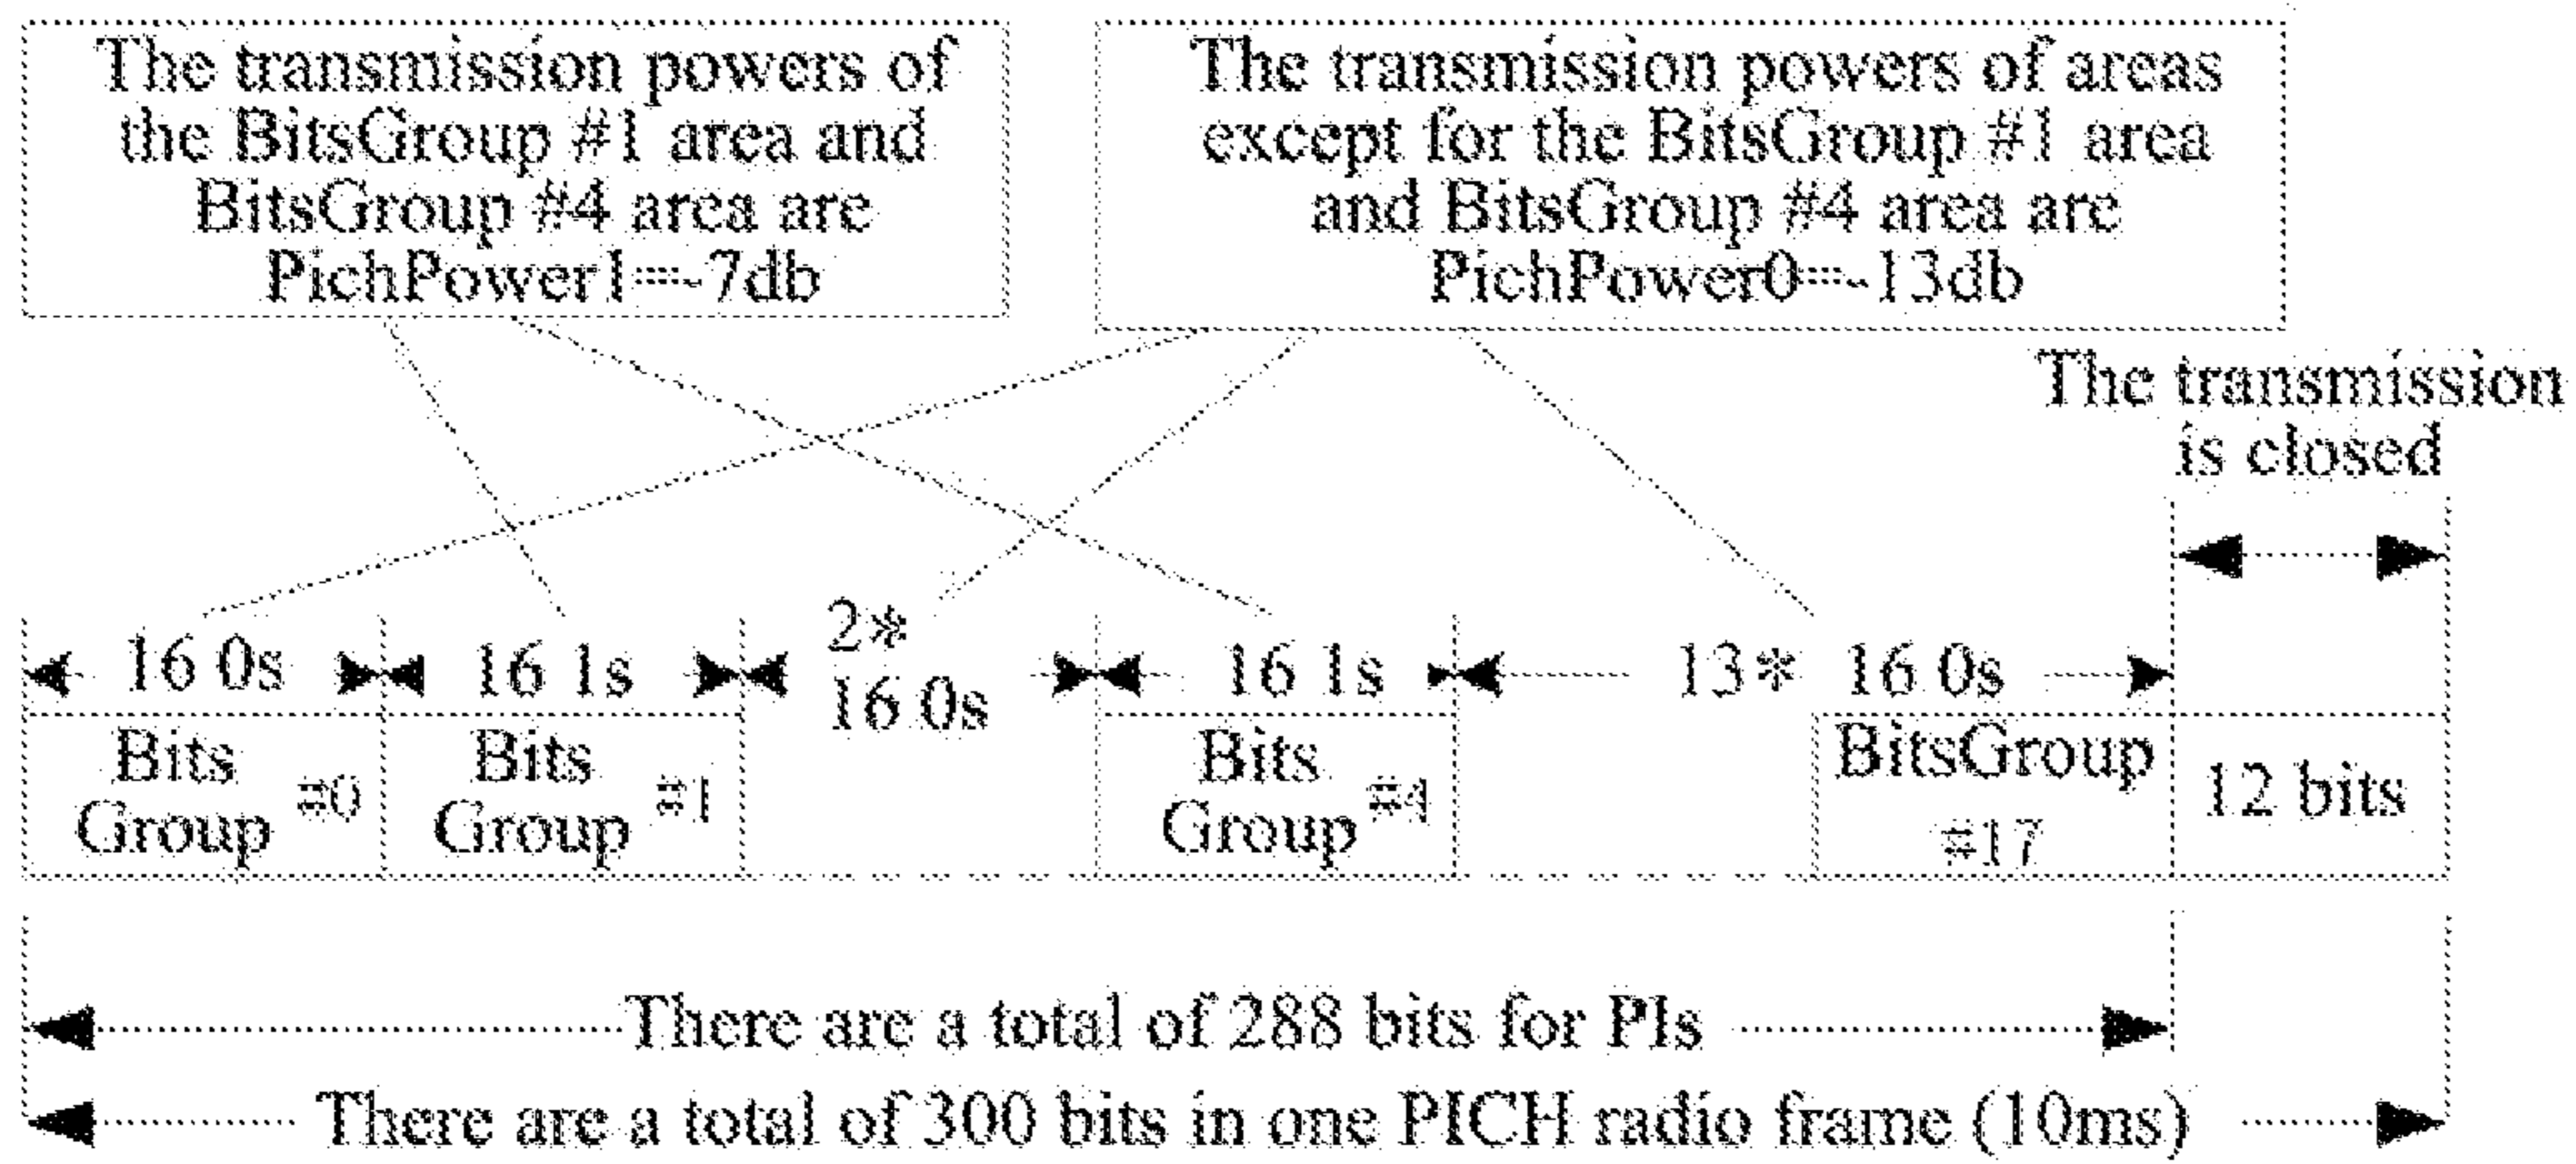 The transmission powers of
the BitsGroup #1 area and
BitsGroup #4 area are
PichPower1=-7db
The transmission powers of areas
except for the BitsGroup #1 area
and BitsGroup #4 area are
PichPower0=-13db
The transmission
is closed
16 0s
16 1s
2*
16 0s
16 1s
13* 16 0s
Bits
Group #0
Bits
Group #1
Bits
Group #4
BitsGroup
#17
12 bits
There are a total of 288 bits for PIs
There are a total of 300 bits in one PICH radio frame (10ms)